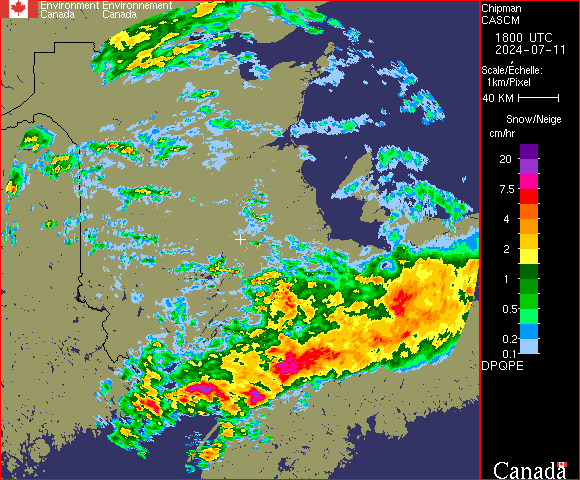 Environment Environnement
Canada Canada
Chipman
CASCM
1800 UTC
2024-07-11
Scale/Échelle:
1km/Pixel
40 KM
Snow/Neige
cm/hr
20
7.5
4
2
1
0.5
0.2
0.1
DPQPE
Canada